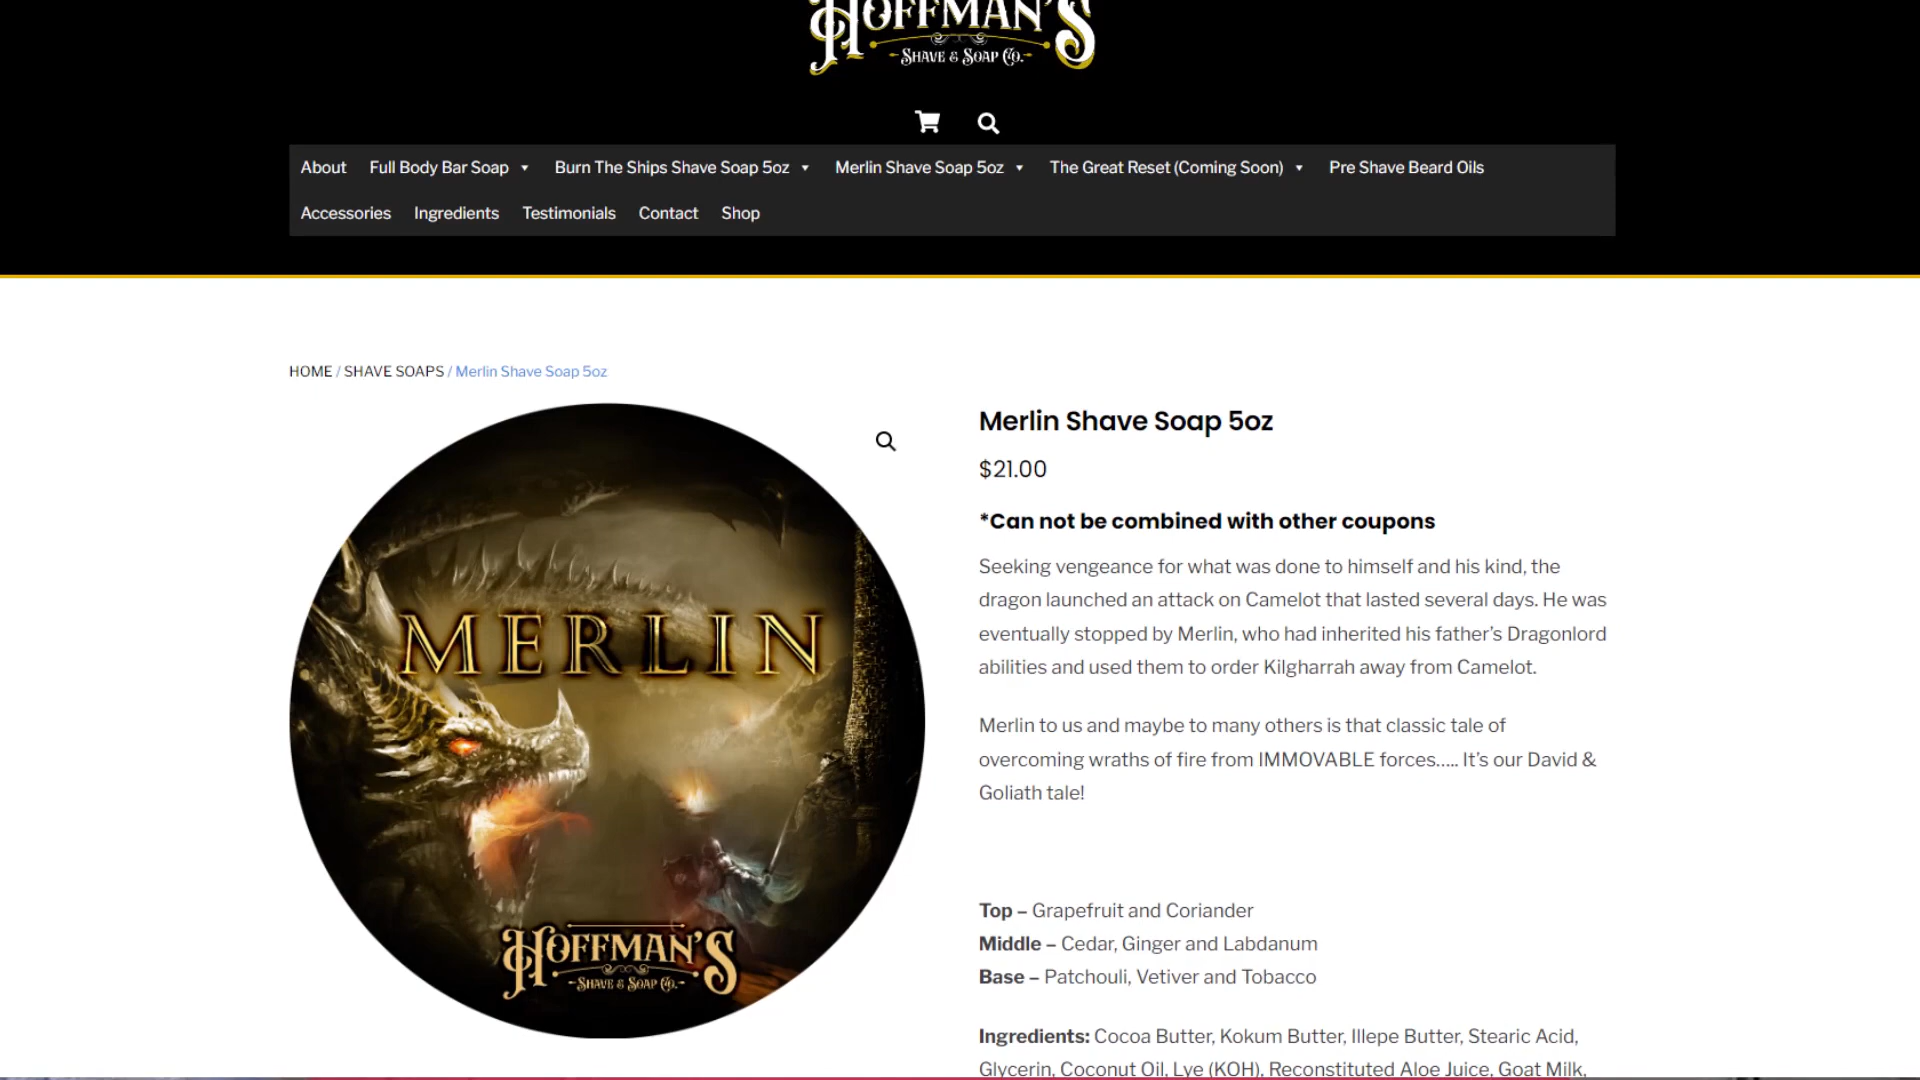 HOFFMAN'S
SHAVE & SOAP CO.
About Full Body Bar Soap Burn The Ships Shave Soap 5oz Merlin Shave Soap 5oz The Great Reset (Coming Soon) Pre Shave Beard Oils
Accessories Ingredients Testimonials Contact Shop
HOME / SHAVE SOAPS / Merlin Shave Soap 5oz
MERLIN
HOFFMAN'S
SHAVE & SOAP CO.
Merlin Shave Soap 5oz
$21.00
*Can not be combined with other coupons
Seeking vengeance for what was done to himself and his kind, the
dragon launched an attack on Camelot that lasted several days. He was
eventually stopped by Merlin, who had inherited his father’s Dragonlord
abilities and used them to order Kilgharrah away from Camelot.
Merlin to us and maybe to many others is that classic tale of
overcoming wraths of fire from IMMOVABLE forces….. It’s our David &
Goliath tale!
Top – Grapefruit and Coriander
Middle – Cedar, Ginger and Labdanum
Base – Patchouli, Vetiver and Tobacco
Ingredients: Cocoa Butter, Kokum Butter, Illepe Butter, Stearic Acid,
Glycerin, Coconut Oil, Lye (KOH), Reconstituted Aloe Juice, Goat Milk,